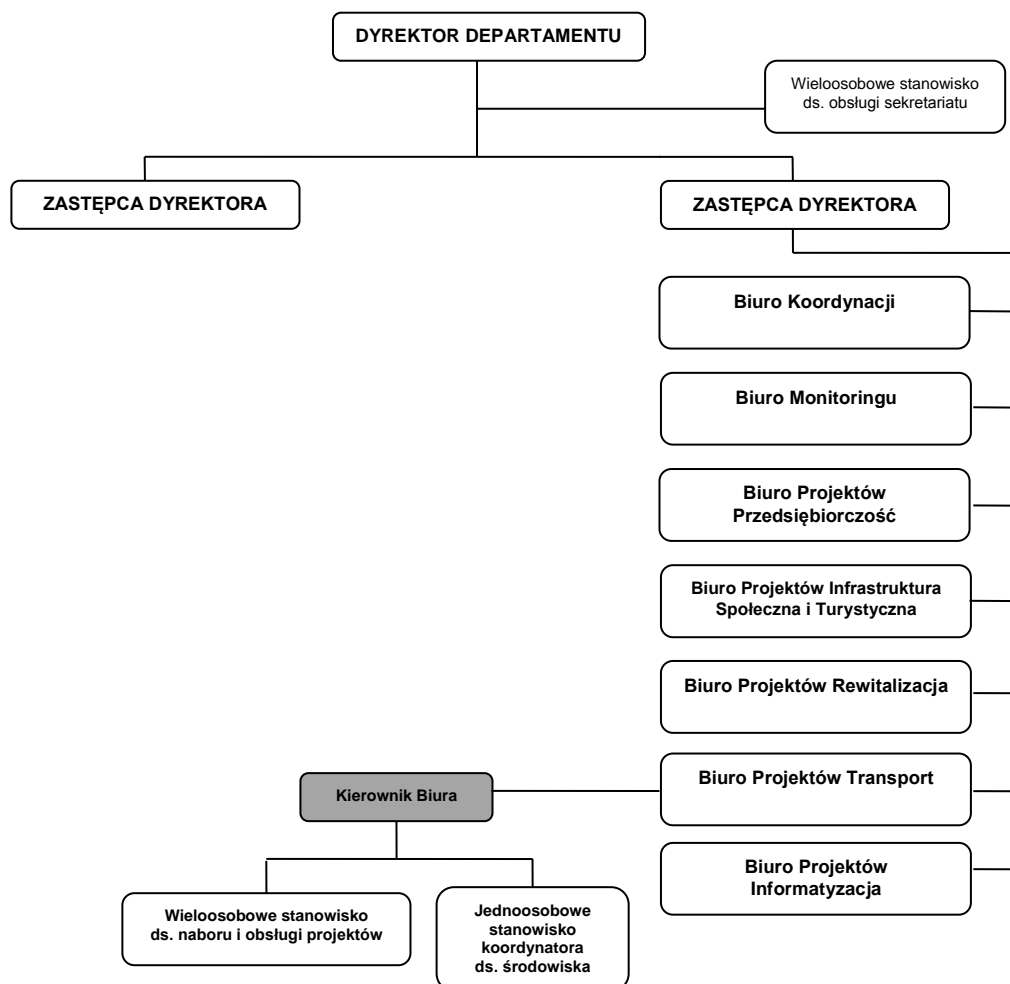 DYREKTOR DEPARTAMENTU
Wieloosobowe stanowisko
ds. obsługi sekretariatu
ZASTĘPCA DYREKTORA
ZASTĘPCA DYREKTORA
Biuro Koordynacji
Biuro Monitoringu
Biuro Projektów
Przedsiębiorczość
Biuro Projektów Infrastruktura
Społeczna i Turystyczna
Biuro Projektów Rewitalizacja
Biuro Projektów Transport
Kierownik Biura
Biuro Projektów
Informatyzacja
Wieloosobowe stanowisko
ds. naboru i obsługi projektów
Jednoosobowe
stanowisko
koordynatora
ds. środowiska